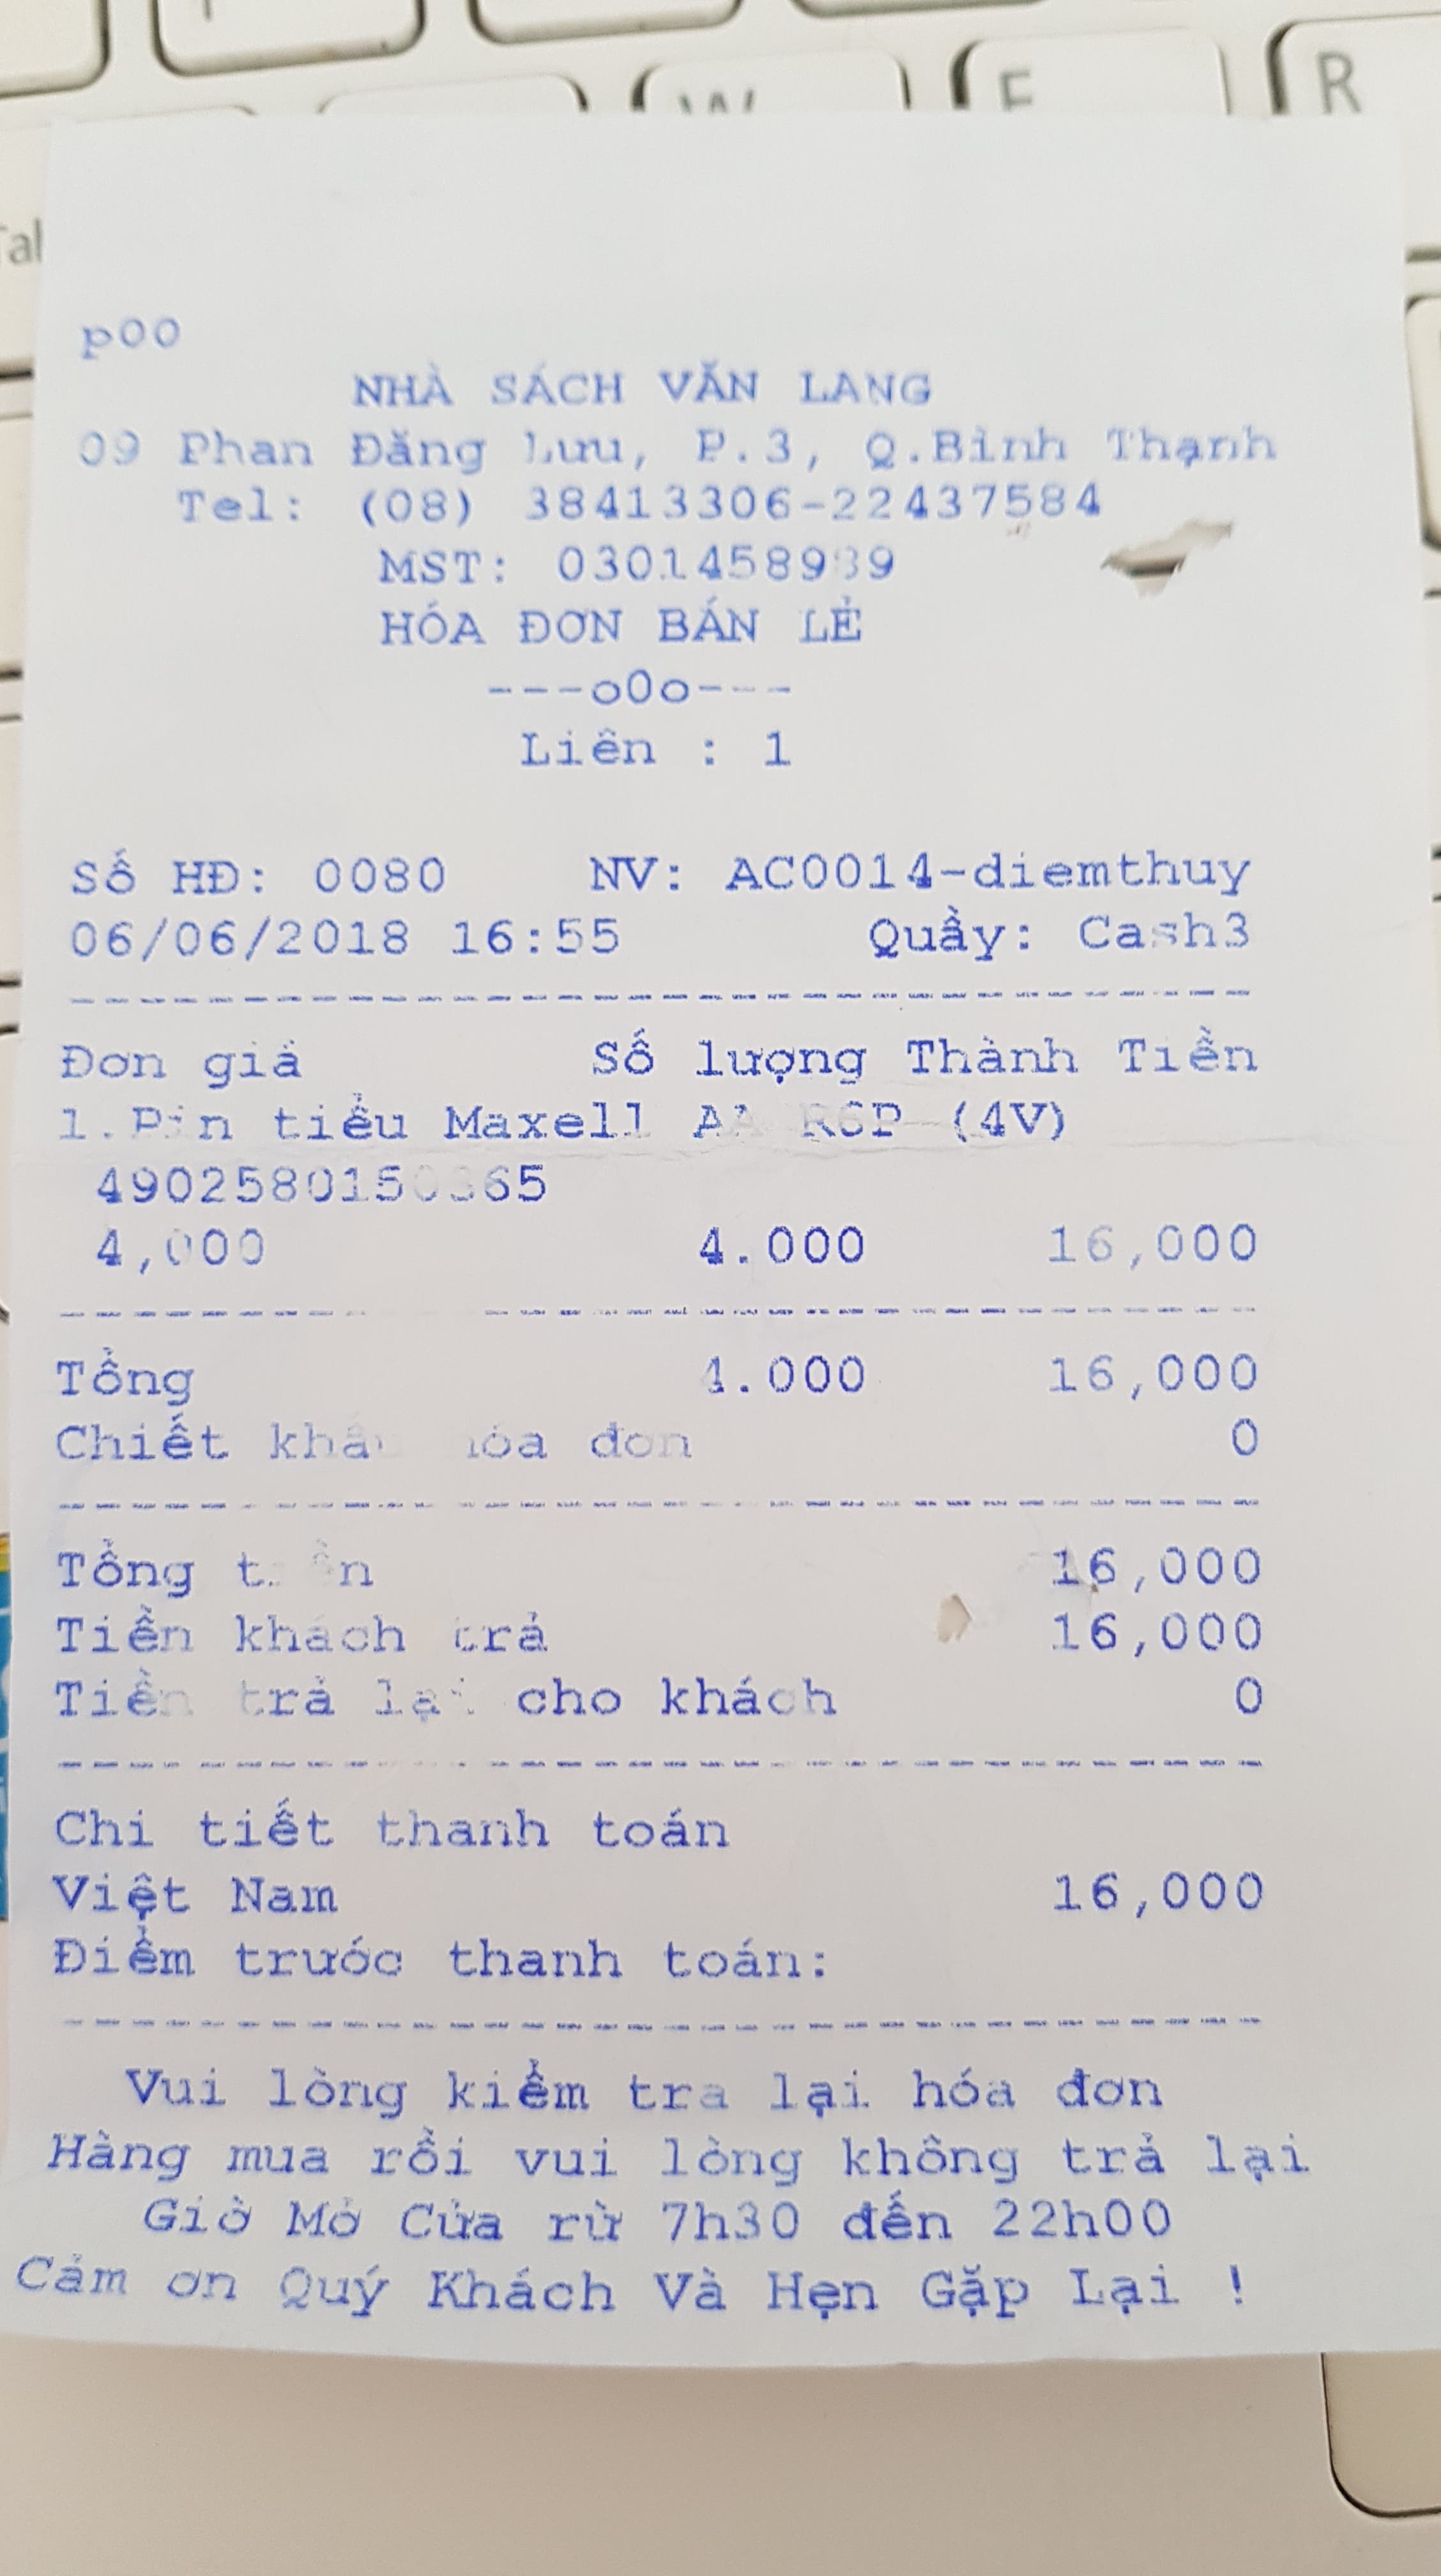 W E R
p00
NHÀ SÁCH VĂN LANG
09 Phan Đăng Lưu, P.3, Q.Bình Thạnh
Tel: (08) 38413306-22437584
MST:
HÓA ĐƠN BÁN LẺ
---o0o---
Liên : 1
Số HĐ: 0080 NV: AC0014-diemthuy
06/06/2018 16:55 Quầy: Cash3
Đơn giá Số lượng Thành Tiền
1.Pin tiểu Maxell AA R6P (4V)
4,000 4.000 16,000
Tổng 4.000 16,000
Chiết khấu hóa đơn 0
Tổng tiền 16,000
Tiền khách trả 16,000
Tiền trả lại cho khách 0
Chi tiết thanh toán
Việt Nam 16,000
Điểm trước thanh toán:
Vui lòng kiểm tra lại hóa đơn
Hàng mua rồi vui lòng không trả lại
Giờ Mở Cửa rừ 7h30 đến 22h00
Cảm ơn Quý Khách Và Hẹn Gặp Lại !